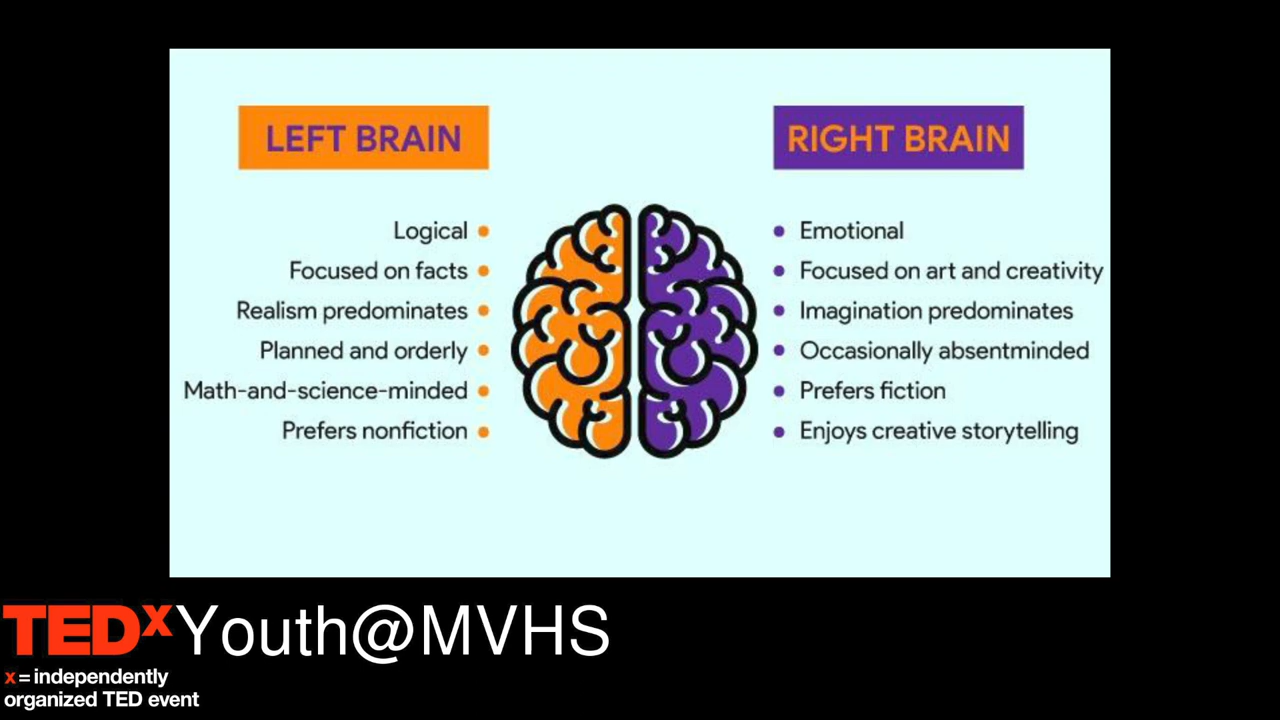 LEFT BRAIN
Logical
Focused on facts
Realism predominates
Planned and orderly
Math-and-science-minded
Prefers nonfiction
RIGHT BRAIN
Emotional
Focused on art and creativity
Imagination predominates
Occasionally absentminded
Prefers fiction
Enjoys creative storytelling
TEDxYouth@MVHS
x = independently
organized TED event